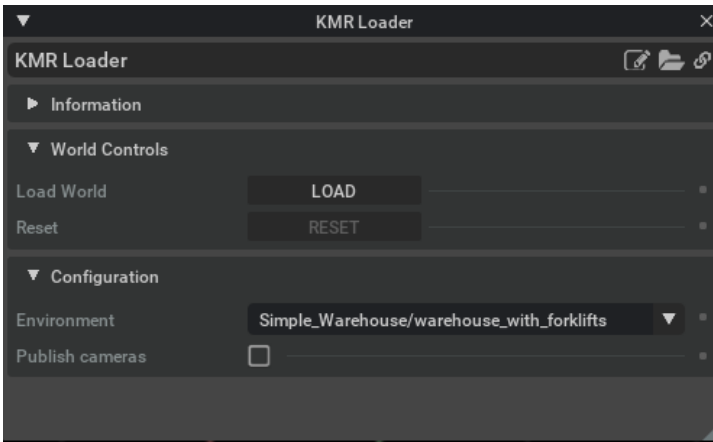 KMR Loader
KMR Loader
Information
World Controls
Load World LOAD
Reset RESET
Configuration
Environment Simple_Warehouse/warehouse_with_forklifts
Publish cameras